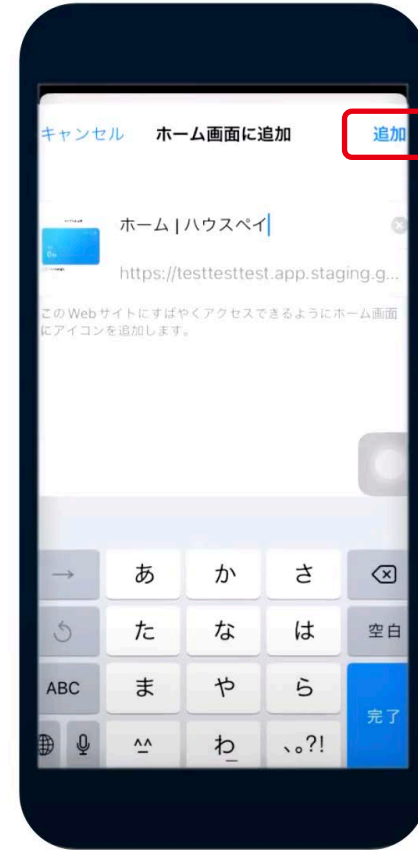 キャンセル ホーム画面に追加 追加
ホーム | ハウスペイ
https://testtesttest.app.staging.g...
このWebサイトにすばやくアクセスできるようにホーム画面
にアイコンを追加します。
→ あ か さ
た な は 空白
ABC ま や ら
完了
^^ わ 、。?!